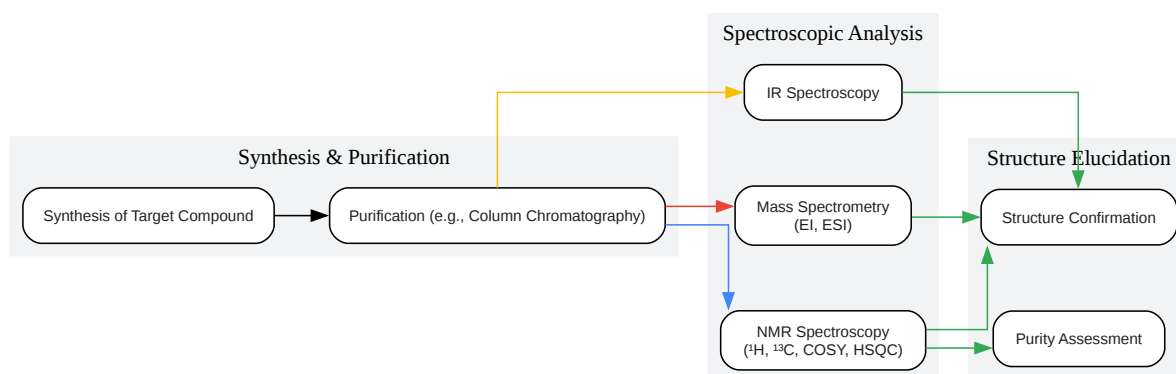 Spectroscopic Analysis
IR Spectroscopy
Synthesis & Purification
Structure Elucidation
Synthesis of Target Compound
Purification (e.g., Column Chromatography)
Mass Spectrometry
(EI, ESI)
Structure Confirmation
NMR Spectroscopy
(¹H, ¹³C, COSY, HSQC)
Purity Assessment